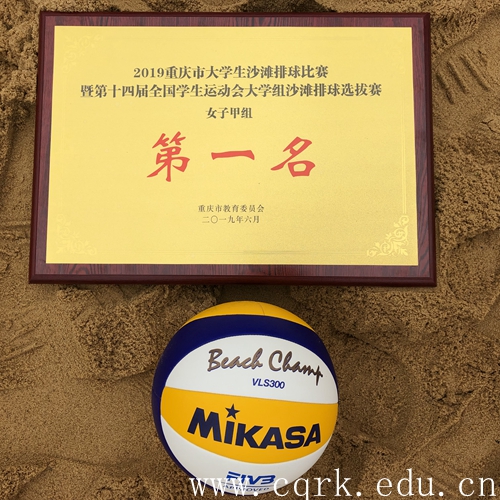 2019重庆市大学生沙滩排球比赛
暨第十四届全国学生运动会大学组沙滩排球选拔赛
女子甲组
第一名
重庆市教育委员会
二〇一九年六月
Beach Champ
VLS300
MIKASA
FIVB
www.cqrk.edu.cn